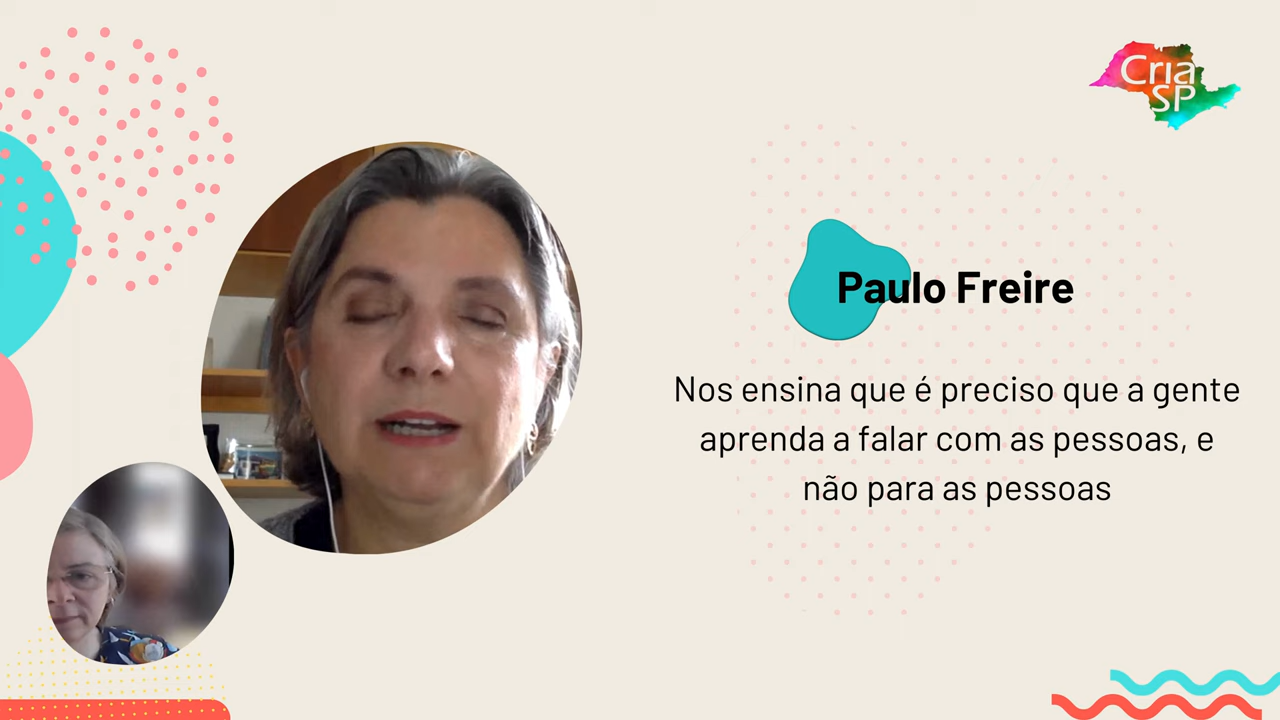 Cria
SP
Paulo Freire
Nos ensina que é preciso que a gente
aprenda a falar com as pessoas, e
não para as pessoas